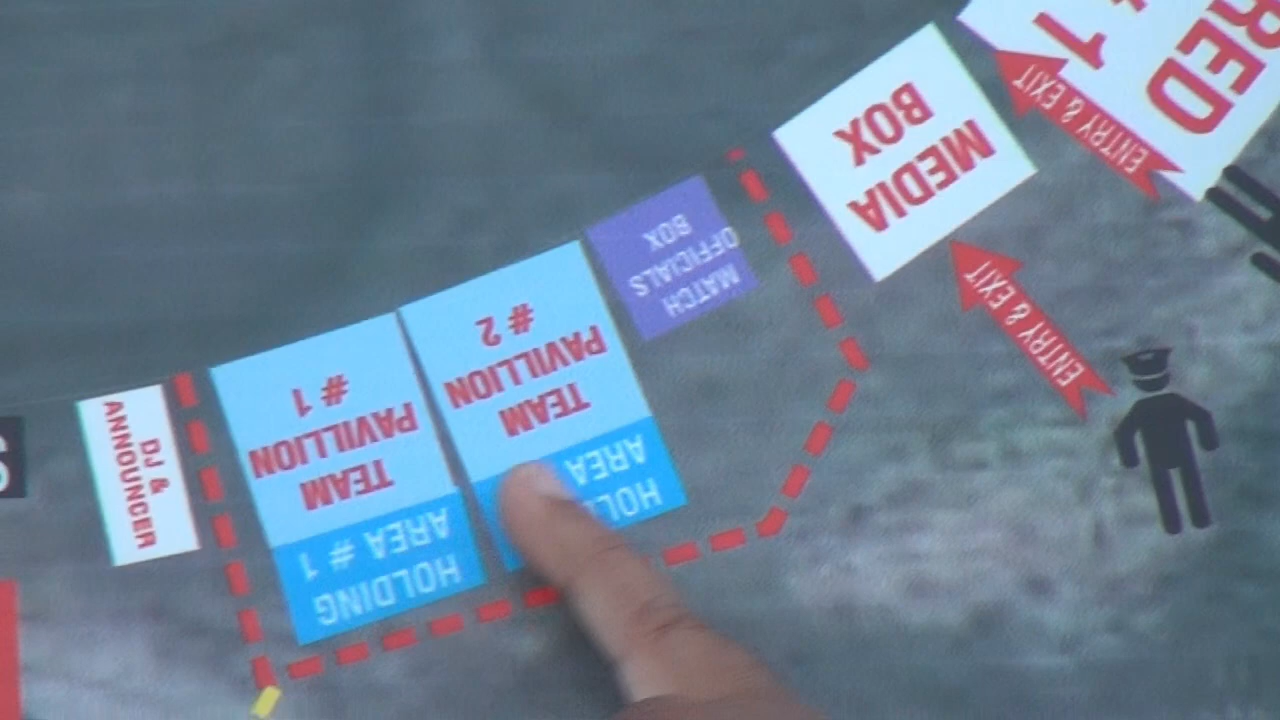 DJ &
ANNOUNCER
TEAM
PAVILLION
# 1
HOLDING
AREA # 1
TEAM
PAVILLION
# 2
AREA
MATCH
OFFICIALS
BOX
MEDIA
BOX
ENTRY & EXIT
ENTRY & EXIT
# 1